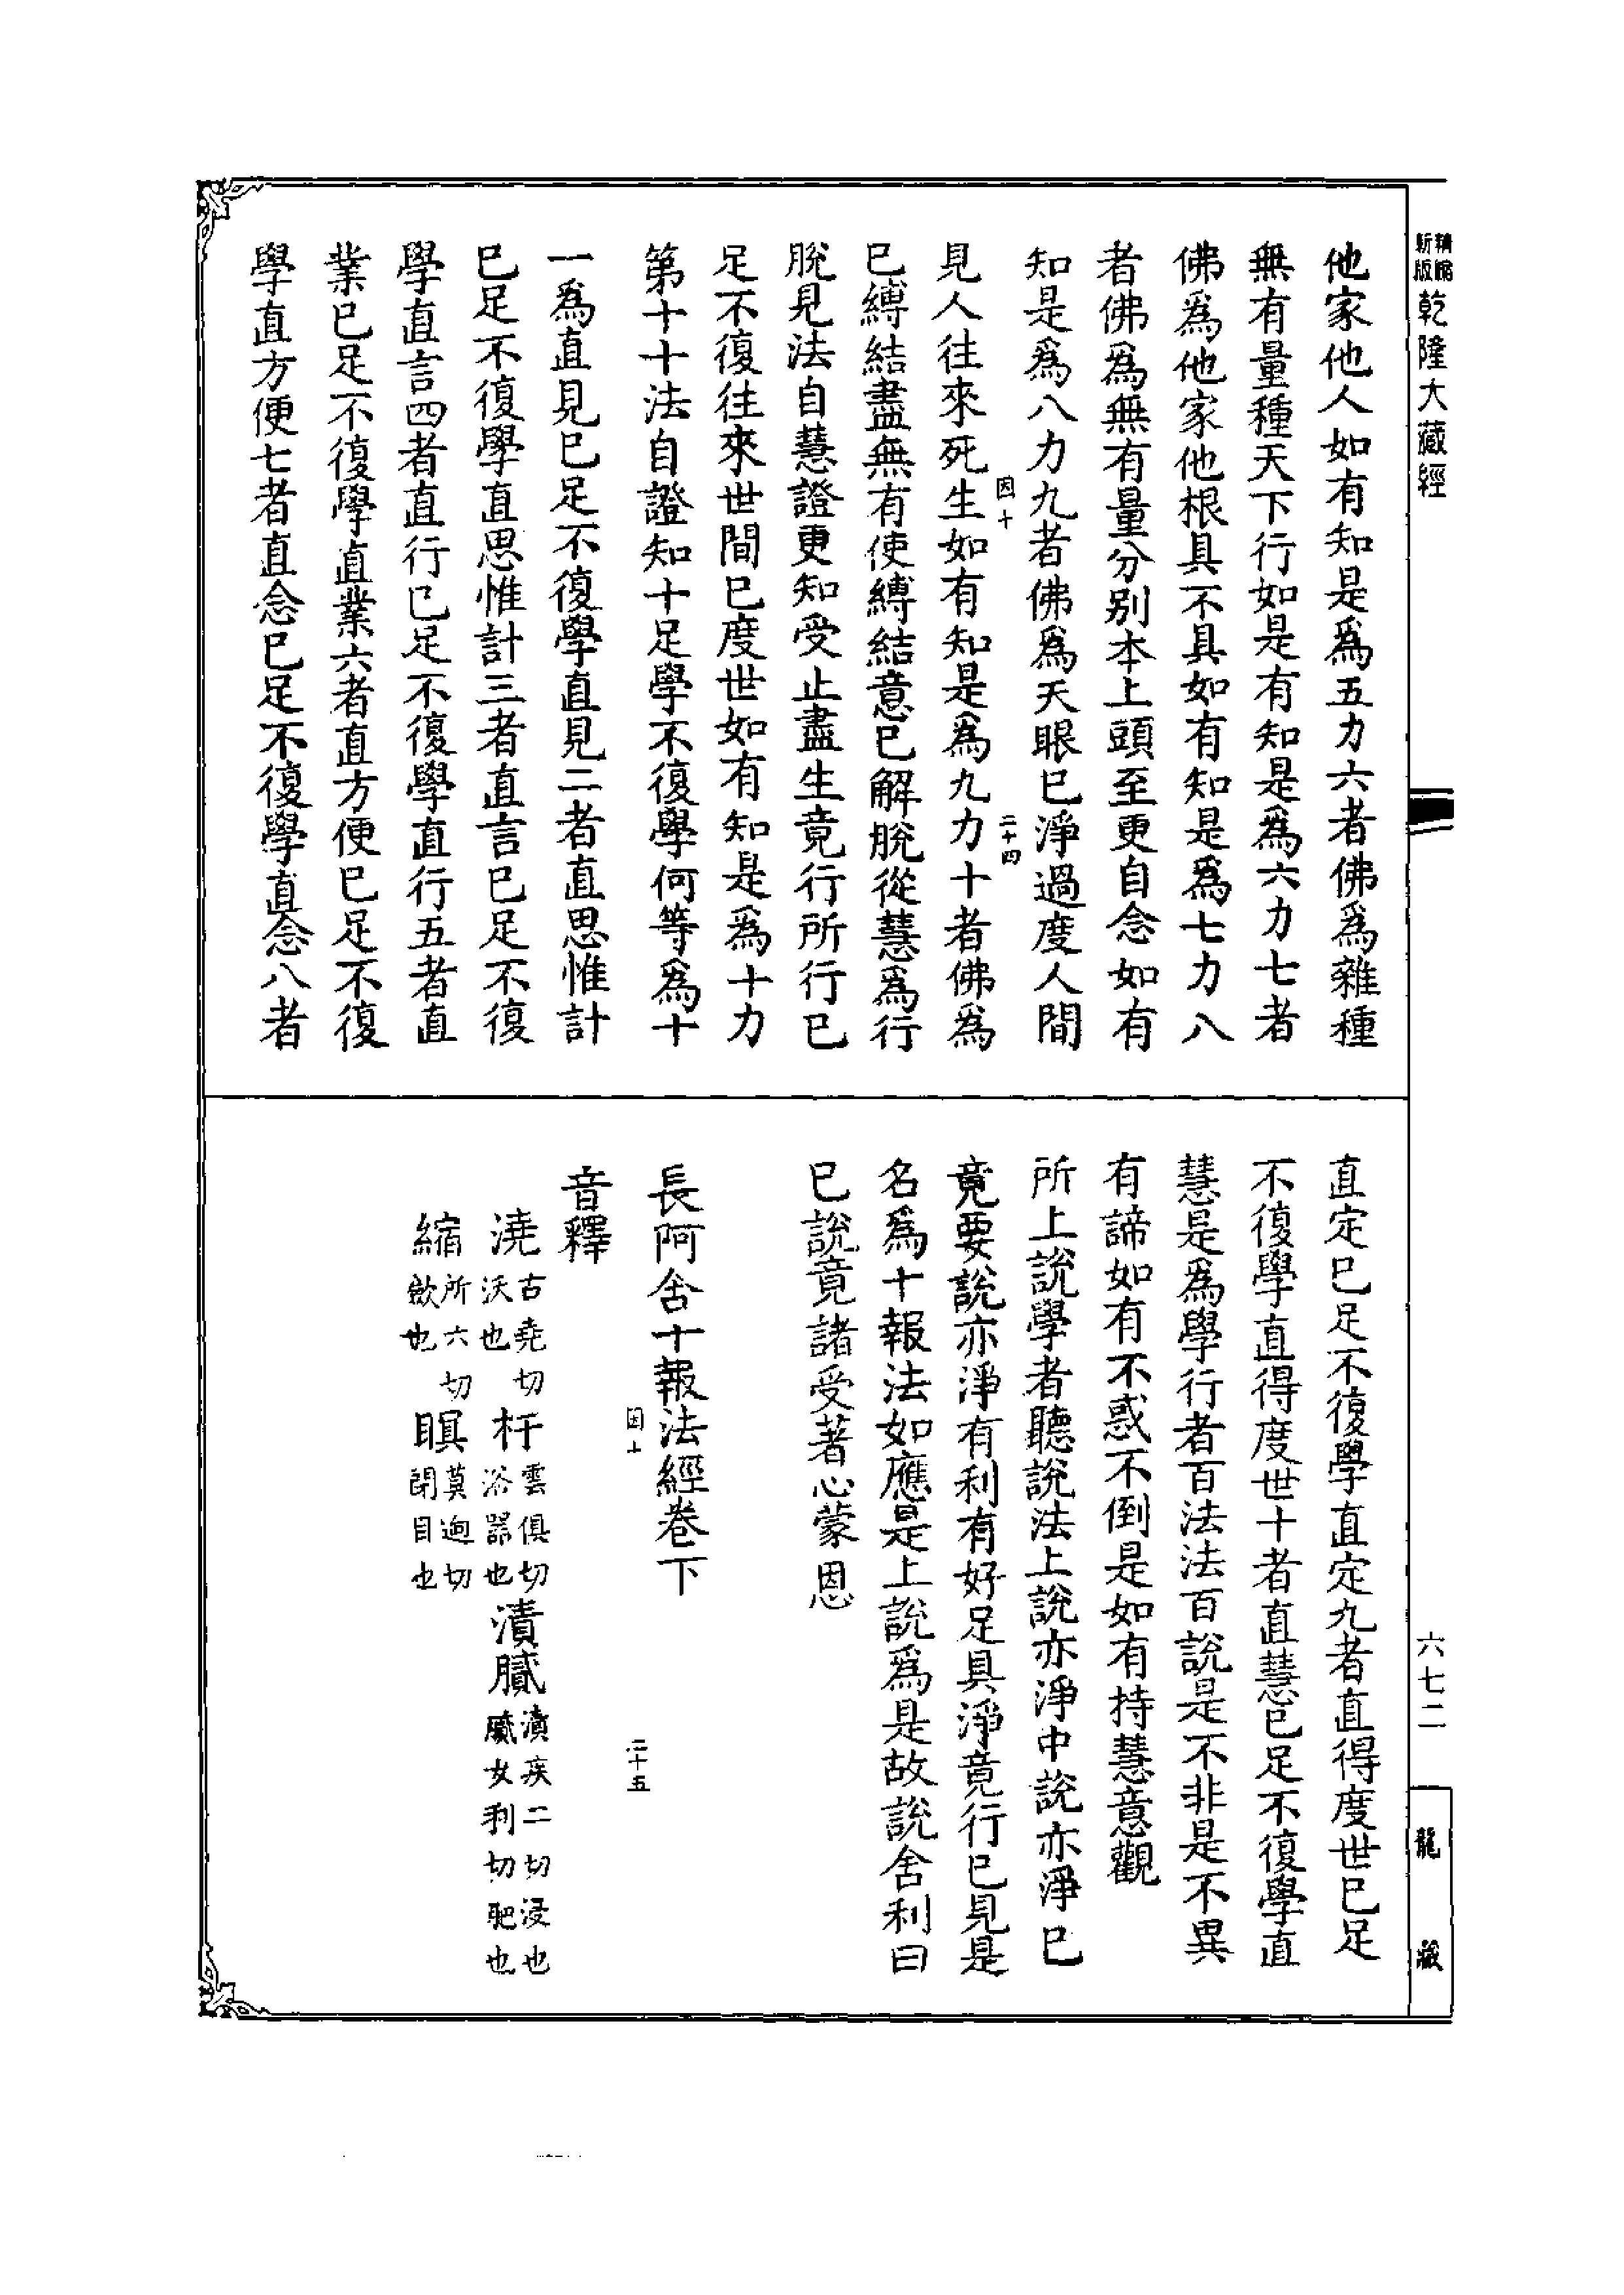 精縮
新版
乾隆大藏經
六七二
龍藏
他家他人如有知是爲五力六者佛爲雜種
無有量種天下行如是有知是爲六力七者
佛爲他家他根具不具如有知是爲七力八
者佛爲無有量分别本上頭至更自念如有
知是爲八力九者佛爲天眼已淨過度人間
因十
二十四
見人往來死生如有知是爲九力十者佛爲
已縛結盡無有使縛結意已解脫從慧爲行
脫見法自慧證更知受止盡生竟行所行已
足不復往來世間已度世如有知是爲十力
第十十法自證知十足學不復學何等爲十
一爲直見已足不復學直見二者直思惟計
已足不復學直思惟計三者直言已足不復
學直言四者直行已足不復學直行五者直
業已足不復學直業六者直方便已足不復
學直方便七者直念已足不復學直念八者
直定已足不復學直定九者直得度世已足
不復學直得度世十者直慧已足不復學直
慧是爲學行者百法法百說是不非是不異
有諦如有不惑不倒是如有持慧意觀
所上說學者聽說法上說亦淨中說亦淨已
竟要說亦淨有利有好足具淨竟行已見是
名爲十報法如應是上說爲是故說舍利曰
已說竟諸受著心蒙恩
長阿含十報法經卷下
因十
二十五
音釋
澆古堯切沃也杅雲俱切浴器也漬膩漬疾二切浸也膩女利切肥也
縮所六切歛也瞑莫迥切閉目也